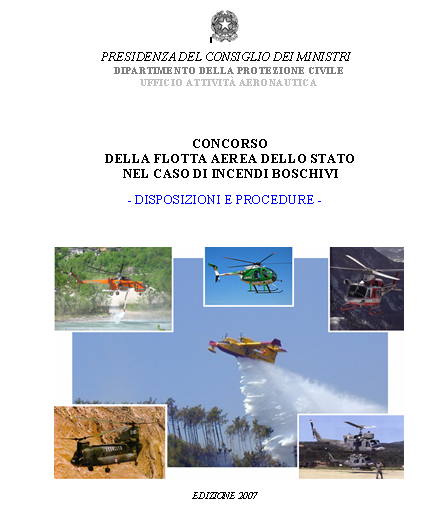 PRESIDENZA DEL CONSIGLIO DEI MINISTRI
DIPARTIMENTO DELLA PROTEZIONE CIVILE
UFFICIO ATTIVITÀ AERONAUTICA
CONCORSO
DELLA FLOTTA AEREA DELLO STATO
NEL CASO DI INCENDI BOSCHIVI
- DISPOSIZIONI E PROCEDURE -
ESERCITO
EDIZIONE 2007